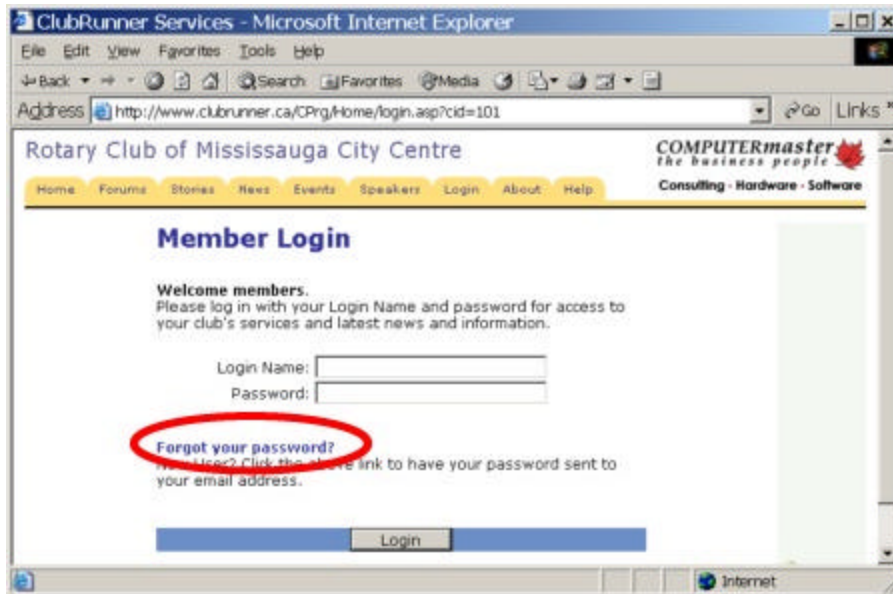 ClubRunner Services - Microsoft Internet Explorer
File Edit View Favorites Tools Help
Back Search Favorites Media
Address http://www.clubrunner.ca/CPrg/Home/login.asp?cid=101 Go Links »
Rotary Club of Mississauga City Centre
COMPUTERmaster
the business people
Home Forums Stories News Events Speakers Login About Help
Consulting - Hardware - Software
Member Login
Welcome members.
Please log in with your Login Name and password for access to
your club's services and latest news and information.
Login Name:
Password:
Forgot your password?
New User? Click the above link to have your password sent to
your email address.
Login
Internet